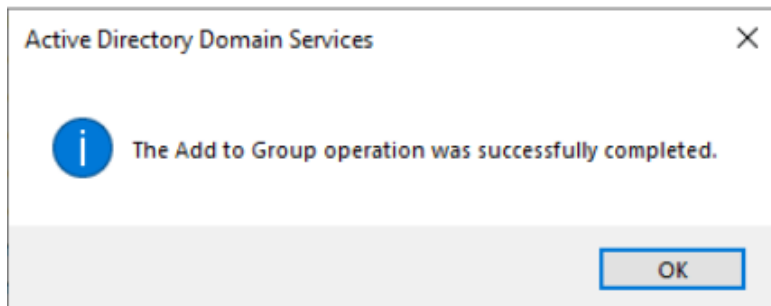 Active Directory Domain Services
The Add to Group operation was successfully completed.
OK